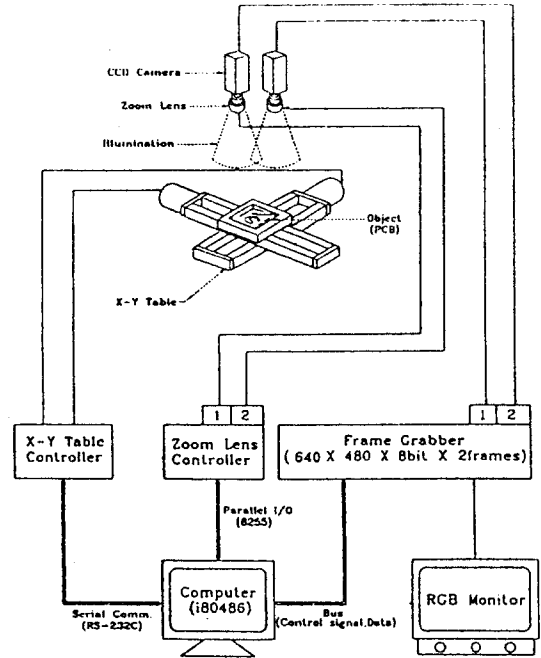 CCD Camera
Zoom Lens
Illumination
Object
(PCB)
X-Y Table
1 2
1 2
X-Y Table
Controller
Zoom Lens
Controller
Frame Grabber
( 640 X 480 X 8bit X 2frames)
Parallel I/O
(8255)
Computer
(i80486)
RGB Monitor
Serial Comm.
(RS-232C)
Bus
(Control signal,Data)